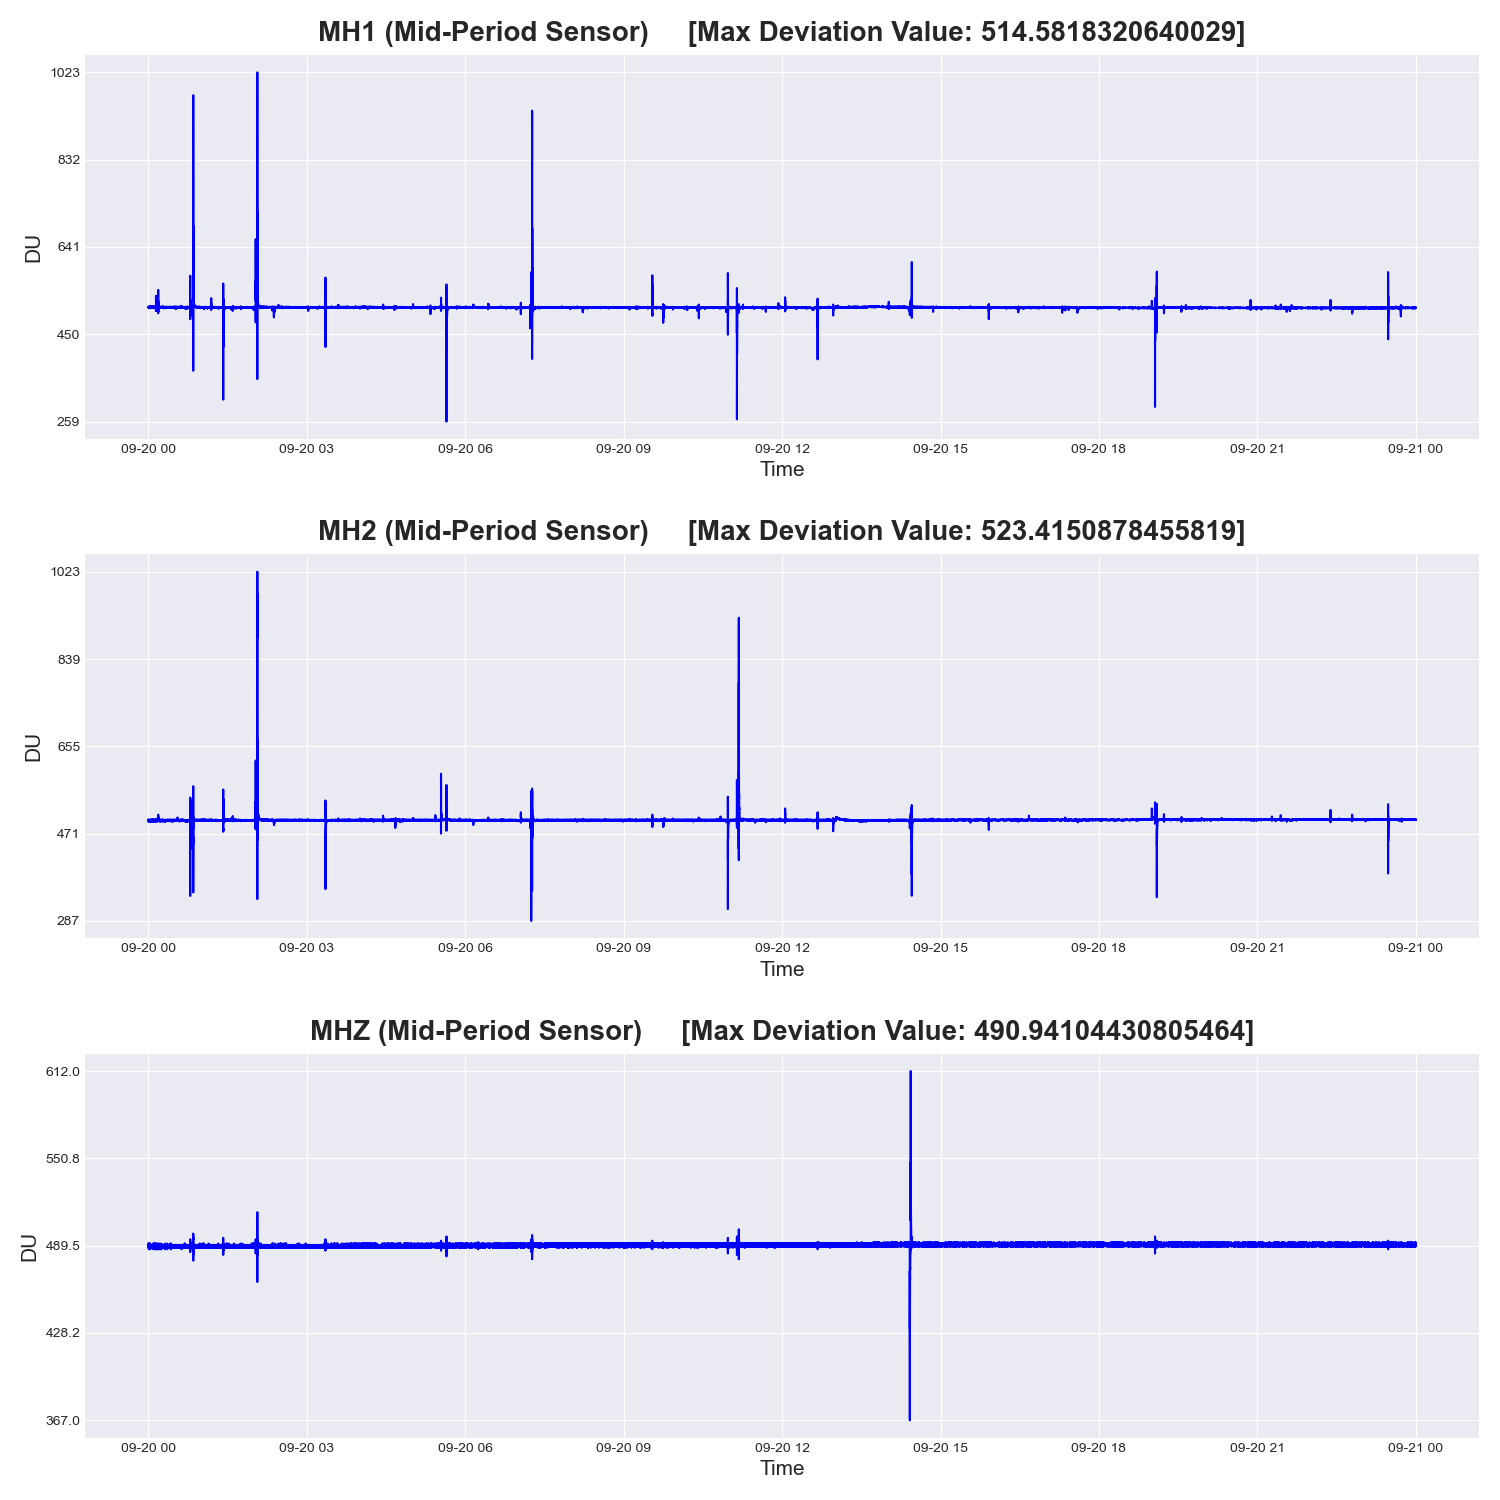 MH1 (Mid-Period Sensor) [Max Deviation Value: 514.5818320640029]
1023
832
641
450
259
DU
09-20 00 09-20 03 09-20 06 09-20 09 09-20 12 09-20 15 09-20 18 09-20 21 09-21 00
Time
MH2 (Mid-Period Sensor) [Max Deviation Value: 523.4150878455819]
1023
839
655
471
287
DU
09-20 00 09-20 03 09-20 06 09-20 09 09-20 12 09-20 15 09-20 18 09-20 21 09-21 00
Time
MHZ (Mid-Period Sensor) [Max Deviation Value: 490.94104430805464]
612.0
550.8
489.5
428.2
367.0
DU
09-20 00 09-20 03 09-20 06 09-20 09 09-20 12 09-20 15 09-20 18 09-20 21 09-21 00
Time